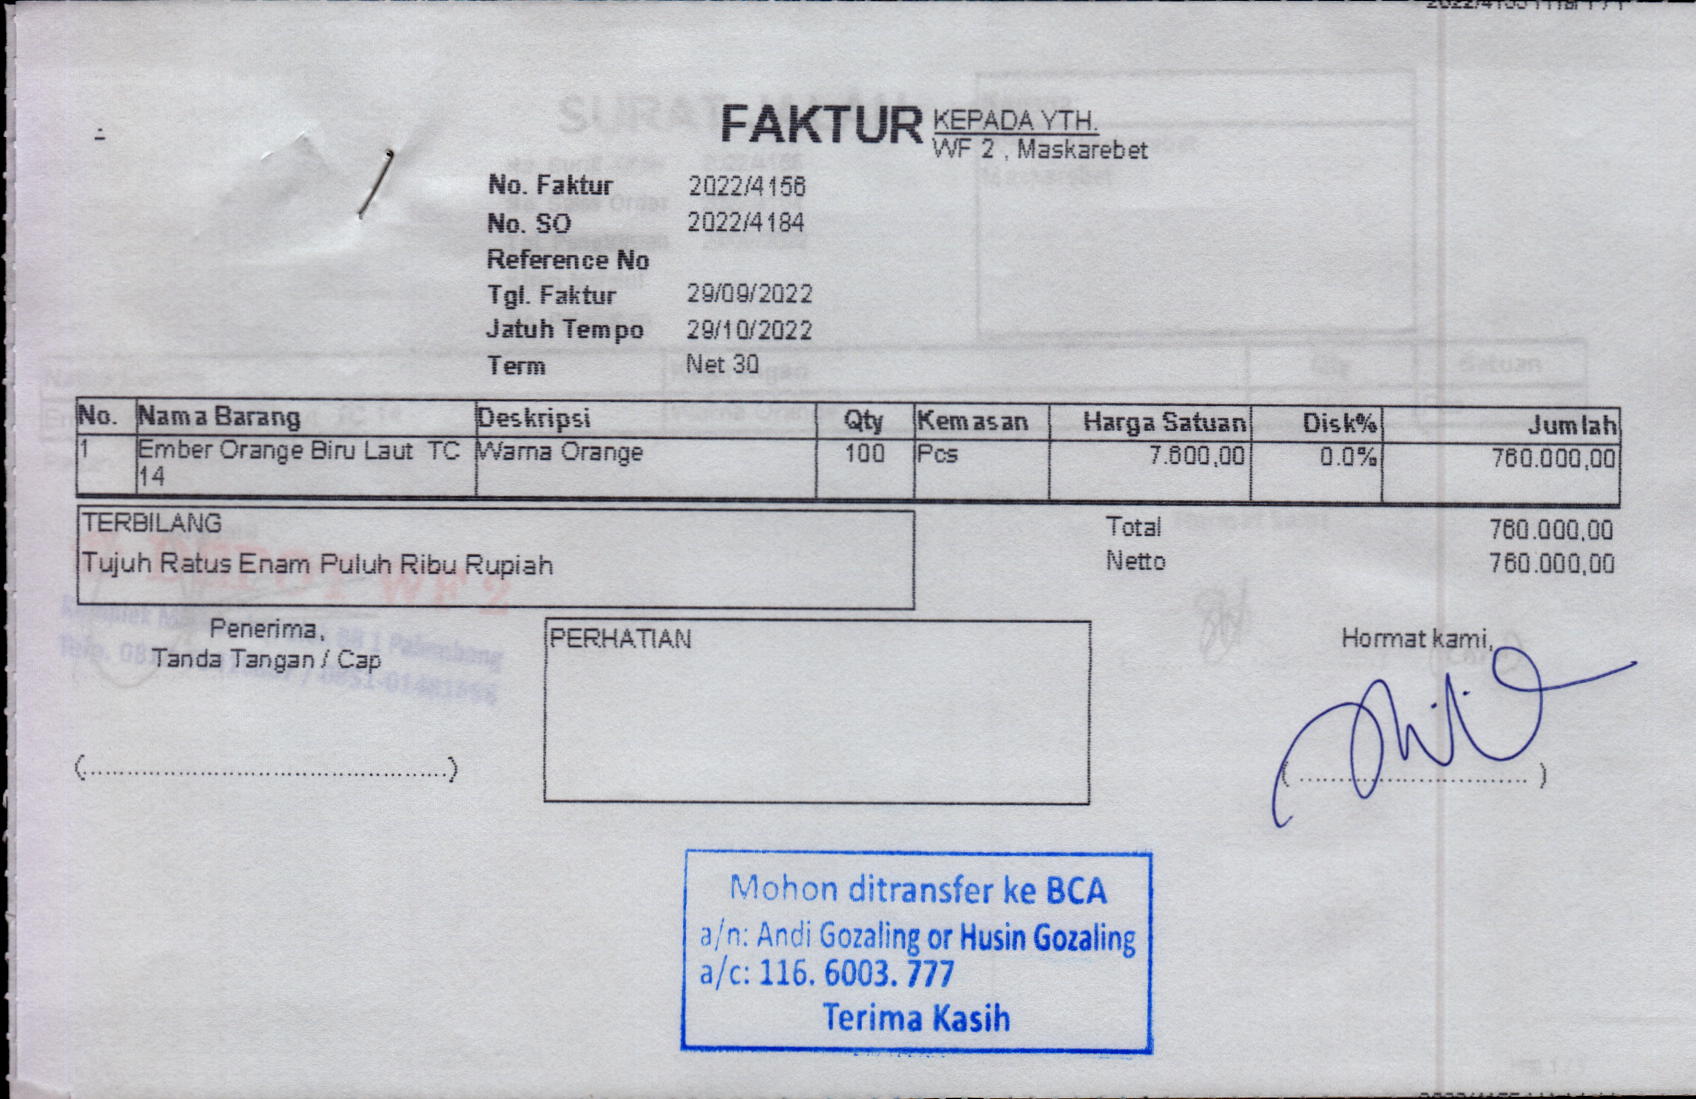 FAKTUR
KEPADA YTH.
WF 2 , Maskarebet
No. Faktur 2022/4156
No. SO 2022/4184
Reference No
Tgl. Faktur 29/09/2022
Jatuh Tempo 29/10/2022
Term Net 30
No. Nama Barang Deskripsi Qty Kemasan Harga Satuan Disk% Jumlah
1 Ember Orange Biru Laut TC Warna Orange 100 Pcs 7.600,00 0.0% 760.000,00
14
TERBILANG
Tujuh Ratus Enam Puluh Ribu Rupiah
Total 760.000,00
Netto 760.000,00
Penerima,
Tanda Tangan / Cap
PERHATIAN
Hormat kami,
(................................................)
(................................)
Mohon ditransfer ke BCA
a/n: Andi Gozaling or Husin Gozaling
a/c: 116. 6003. 777
Terima Kasih